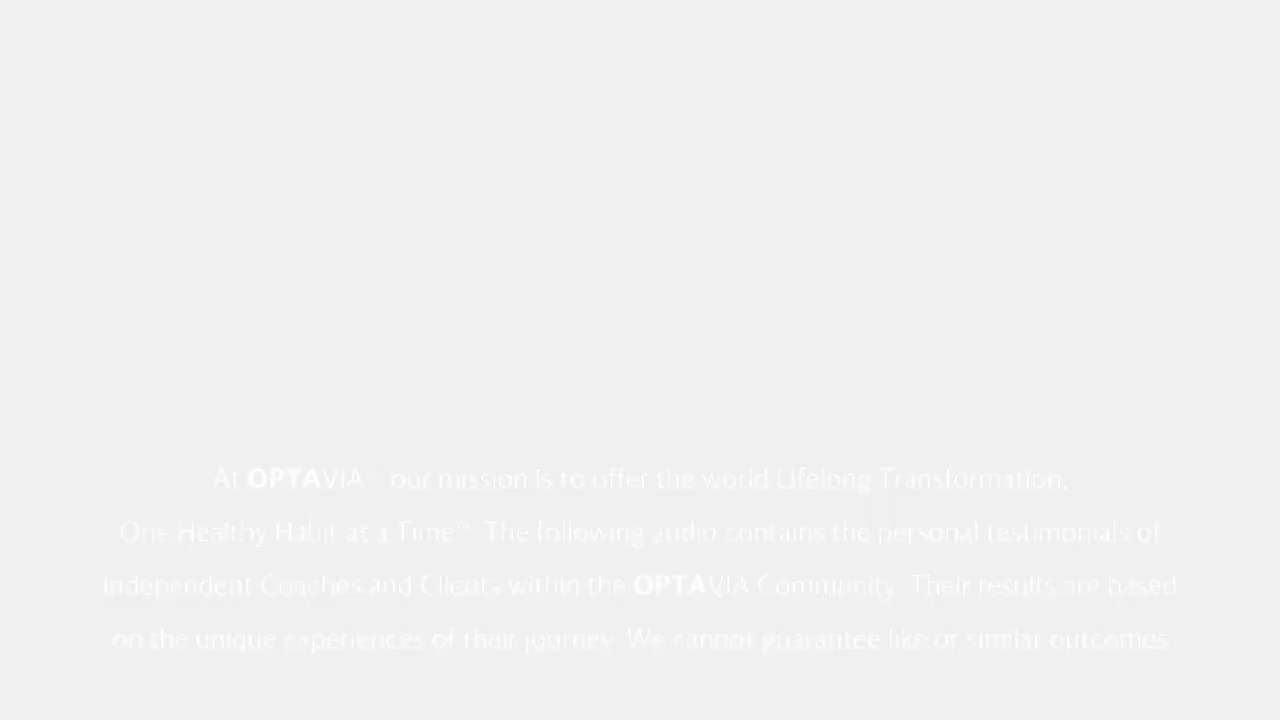 At OPTAVIA® our mission is to offer the world Lifelong Transformation,
One Healthy Habit at a Time™. The following audio contains the personal testimonials of
Independent Coaches and Clients within the OPTAVIA Community. Their results are based
on the unique experiences of their journey. We cannot guarantee like or similar outcomes.